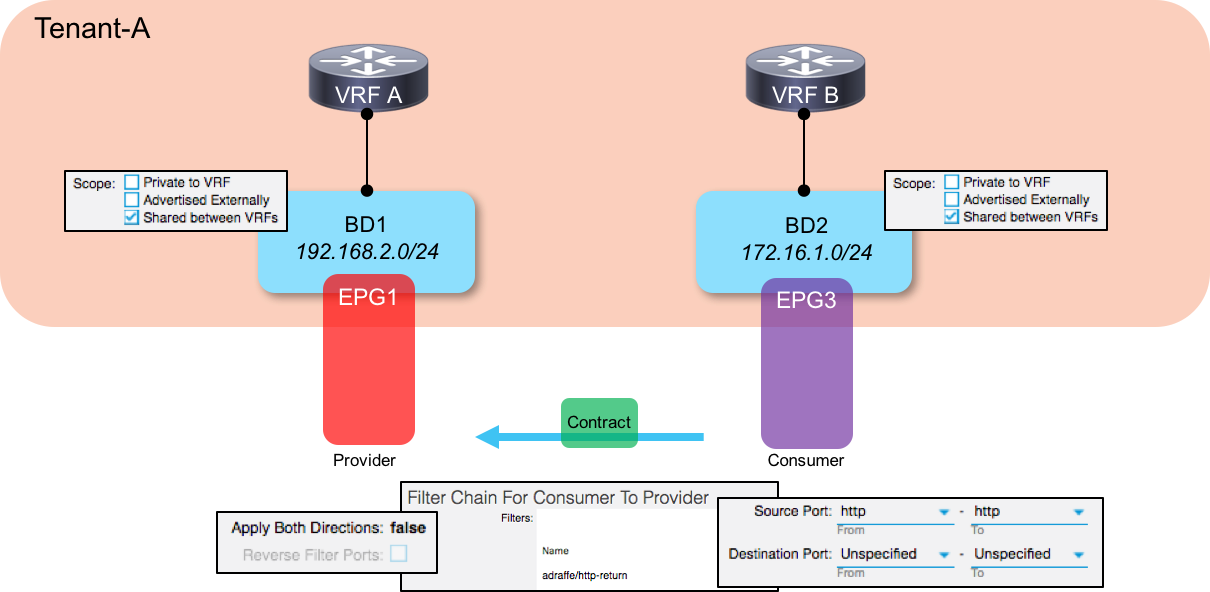 Tenant-A
VRF A
VRF B
Scope: Private to VRF
Advertised Externally
Shared between VRFs
Scope: Private to VRF
Advertised Externally
Shared between VRFs
BD1
192.168.2.0/24
BD2
172.16.1.0/24
EPG1
EPG3
Contract
Provider
Consumer
Apply Both Directions: false
Reverse Filter Ports:
Filter Chain For Consumer To Provider
Filters:
Name
adraffe/http-return
Source Port: http - http
From To
Destination Port: Unspecified - Unspecified
From To